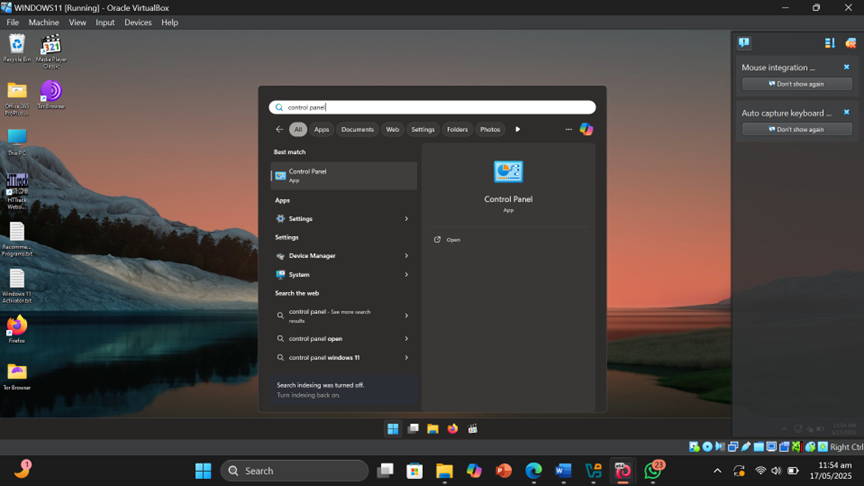 WINDOWS11 [Running] - Oracle VirtualBox
File Machine View Input Devices Help
Recycle Bin
Media Player Classic
Office 365 ProPlus...
Tor Browser
This PC
HTTrack Websi...
Recomme... Programs.txt
Windows 11 Activator.txt
Firefox
Tor Browser
control panel
All Apps Documents Web Settings Folders Photos
Best match
Control Panel
App
Apps
Settings
Settings
Device Manager
System
Search the web
control panel - See more search
results
control panel open
control panel windows 11
Search indexing was turned off.
Turn indexing back on.
Control Panel
App
Open
Mouse integration ...
Don't show again
Auto capture keyboard ...
Don't show again
Right Ctrl
1
Search
23
11:54 am
17/05/2025